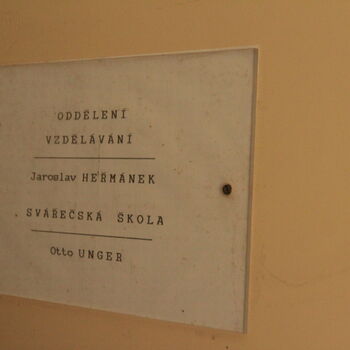 ODDĚLENÍ
VZDĚLÁVÁNÍ
Jaroslav HEŘMÁNEK
SVÁŘEČSKÁ ŠKOLA
Otto UNGER